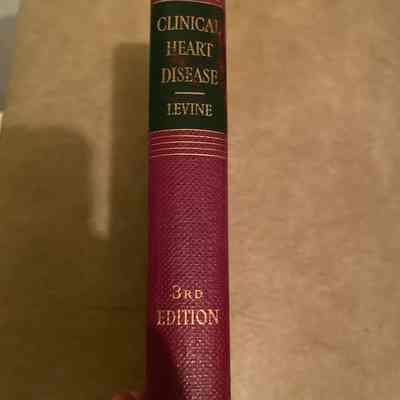 CLINICAL
HEART
DISEASE
LEVINE
3RD
EDITION